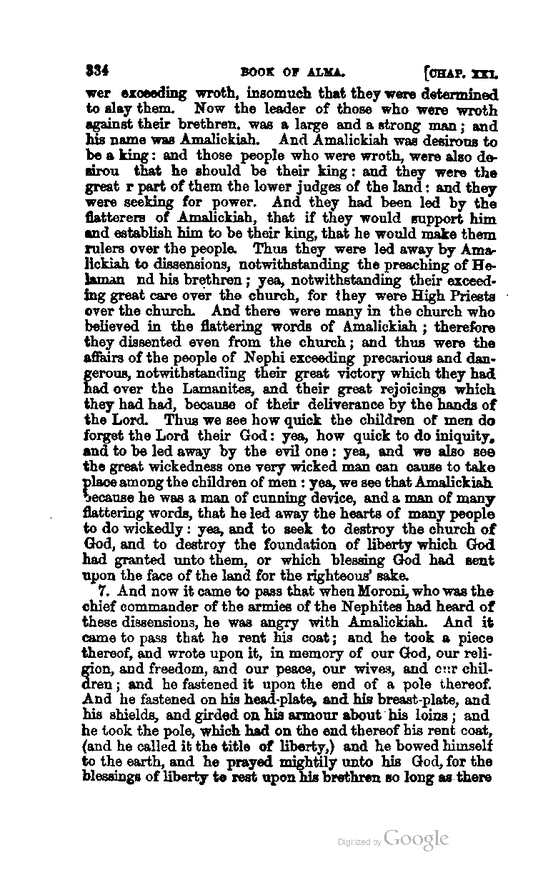 334 BOOK OF ALMA. [CHAP. XXI.
wer exceeding wroth, insomuch that they were determined
to slay them. Now the leader of those who were wroth
against their brethren, was a large and a strong man; and
his name was Amalickiah. And Amalickiah was desirous to
be a king: and those people who were wroth, were also de-
sirou that he should be their king: and they were the
great r part of them the lower judges of the land: and they
were seeking for power. And they had been led by the
flatterers of Amalickiah, that if they would support him
and establish him to be their king, that he would make them
rulers over the people. Thus they were led away by Ama-
lickiah to dissensions, notwithstanding the preaching of He-
laman nd his brethren; yea, notwithstanding their exceed-
ing great care over the church, for they were High Priests
over the church. And there were many in the church who
believed in the flattering words of Amalickiah; therefore
they dissented even from the church; and thus were the
affairs of the people of Nephi exceeding precarious and dan-
gerous, notwithstanding their great victory which they had
had over the Lamanites, and their great rejoicings which
they had had, because of their deliverance by the hands of
the Lord. Thus we see how quick the children of men do
forget the Lord their God: yea, how quick to do iniquity,
and to be led away by the evil one: yea, and we also see
the great wickedness one very wicked man can cause to take
place among the children of men: yea, we see that Amalickiah
because he was a man of cunning device, and a man of many
flattering words, that he led away the hearts of many people
to do wickedly: yea, and to seek to destroy the church of
God, and to destroy the foundation of liberty which God
had granted unto them, or which blessing God had sent
upon the face of the land for the righteous' sake.
7. And now it came to pass that when Moroni, who was the
chief commander of the armies of the Nephites had heard of
these dissensions, he was angry with Amalickiah. And it
came to pass that he rent his coat; and he took a piece
thereof, and wrote upon it, in memory of our God, our reli-
gion, and freedom, and our peace, our wives, and our chil-
dren; and he fastened it upon the end of a pole thereof.
And he fastened on his head-plate, and his breast-plate, and
his shields, and girded on his armour about his loins; and
he took the pole, which had on the end thereof his rent coat,
(and he called it the title of liberty,) and he bowed himself
to the earth, and he prayed mightily unto his God, for the
blessings of liberty to rest upon his brethren so long as there
Digitized by Google